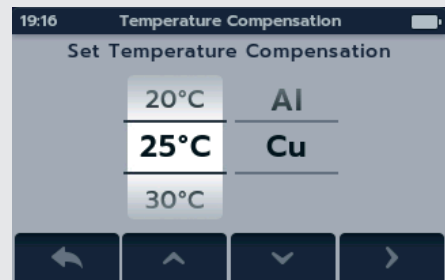 19:16 Temperature Compensation
Set Temperature Compensation
20°C Al
25°C Cu
30°C